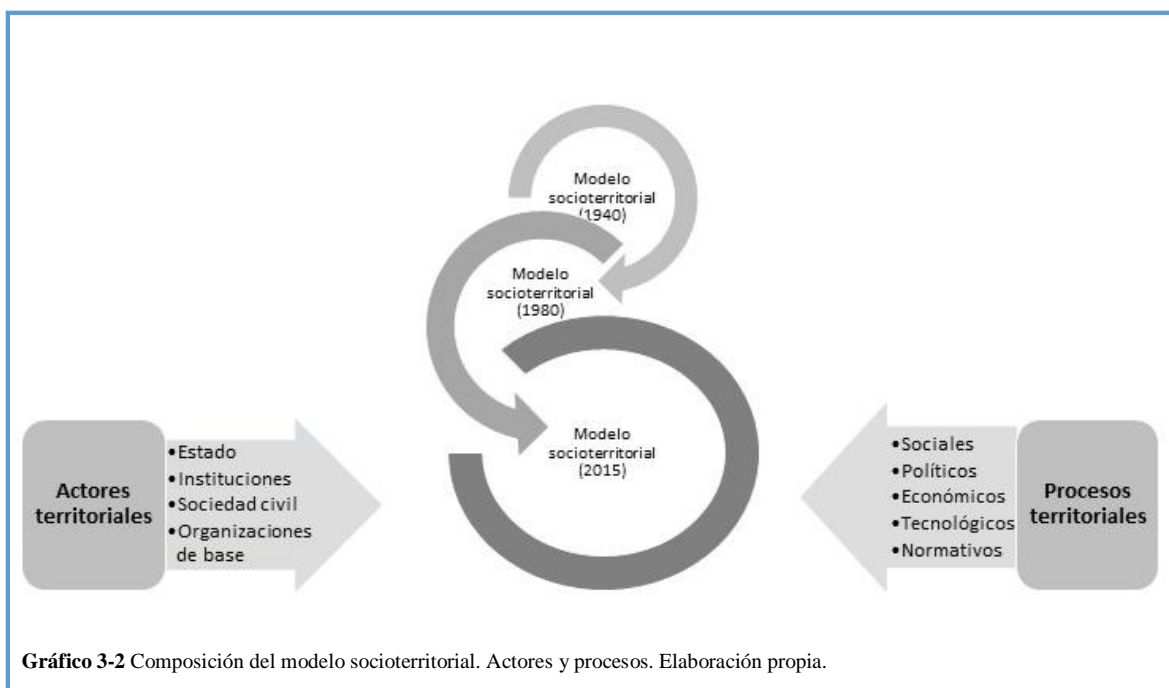 Modelo
socioterritorial
(1940)
Modelo
socioterritorial
(1980)
Modelo
socioterritorial
(2015)
Actores
territoriales
•Estado
•Instituciones
•Sociedad civil
•Organizaciones
de base
•Sociales
•Políticos
•Económicos
•Tecnológicos
•Normativos
Procesos
territoriales
Gráfico 3-2 Composición del modelo socioterritorial. Actores y procesos. Elaboración propia.